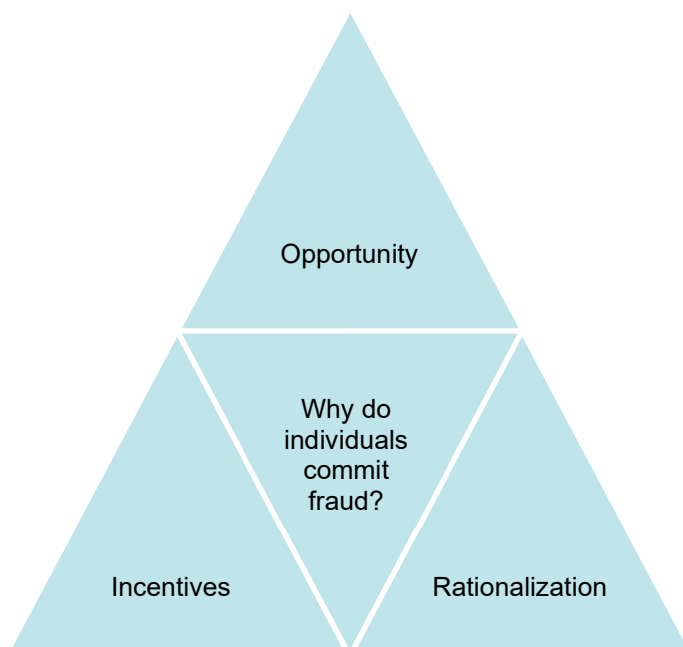 Opportunity
Why do
individuals
commit
fraud?
Incentives
Rationalization